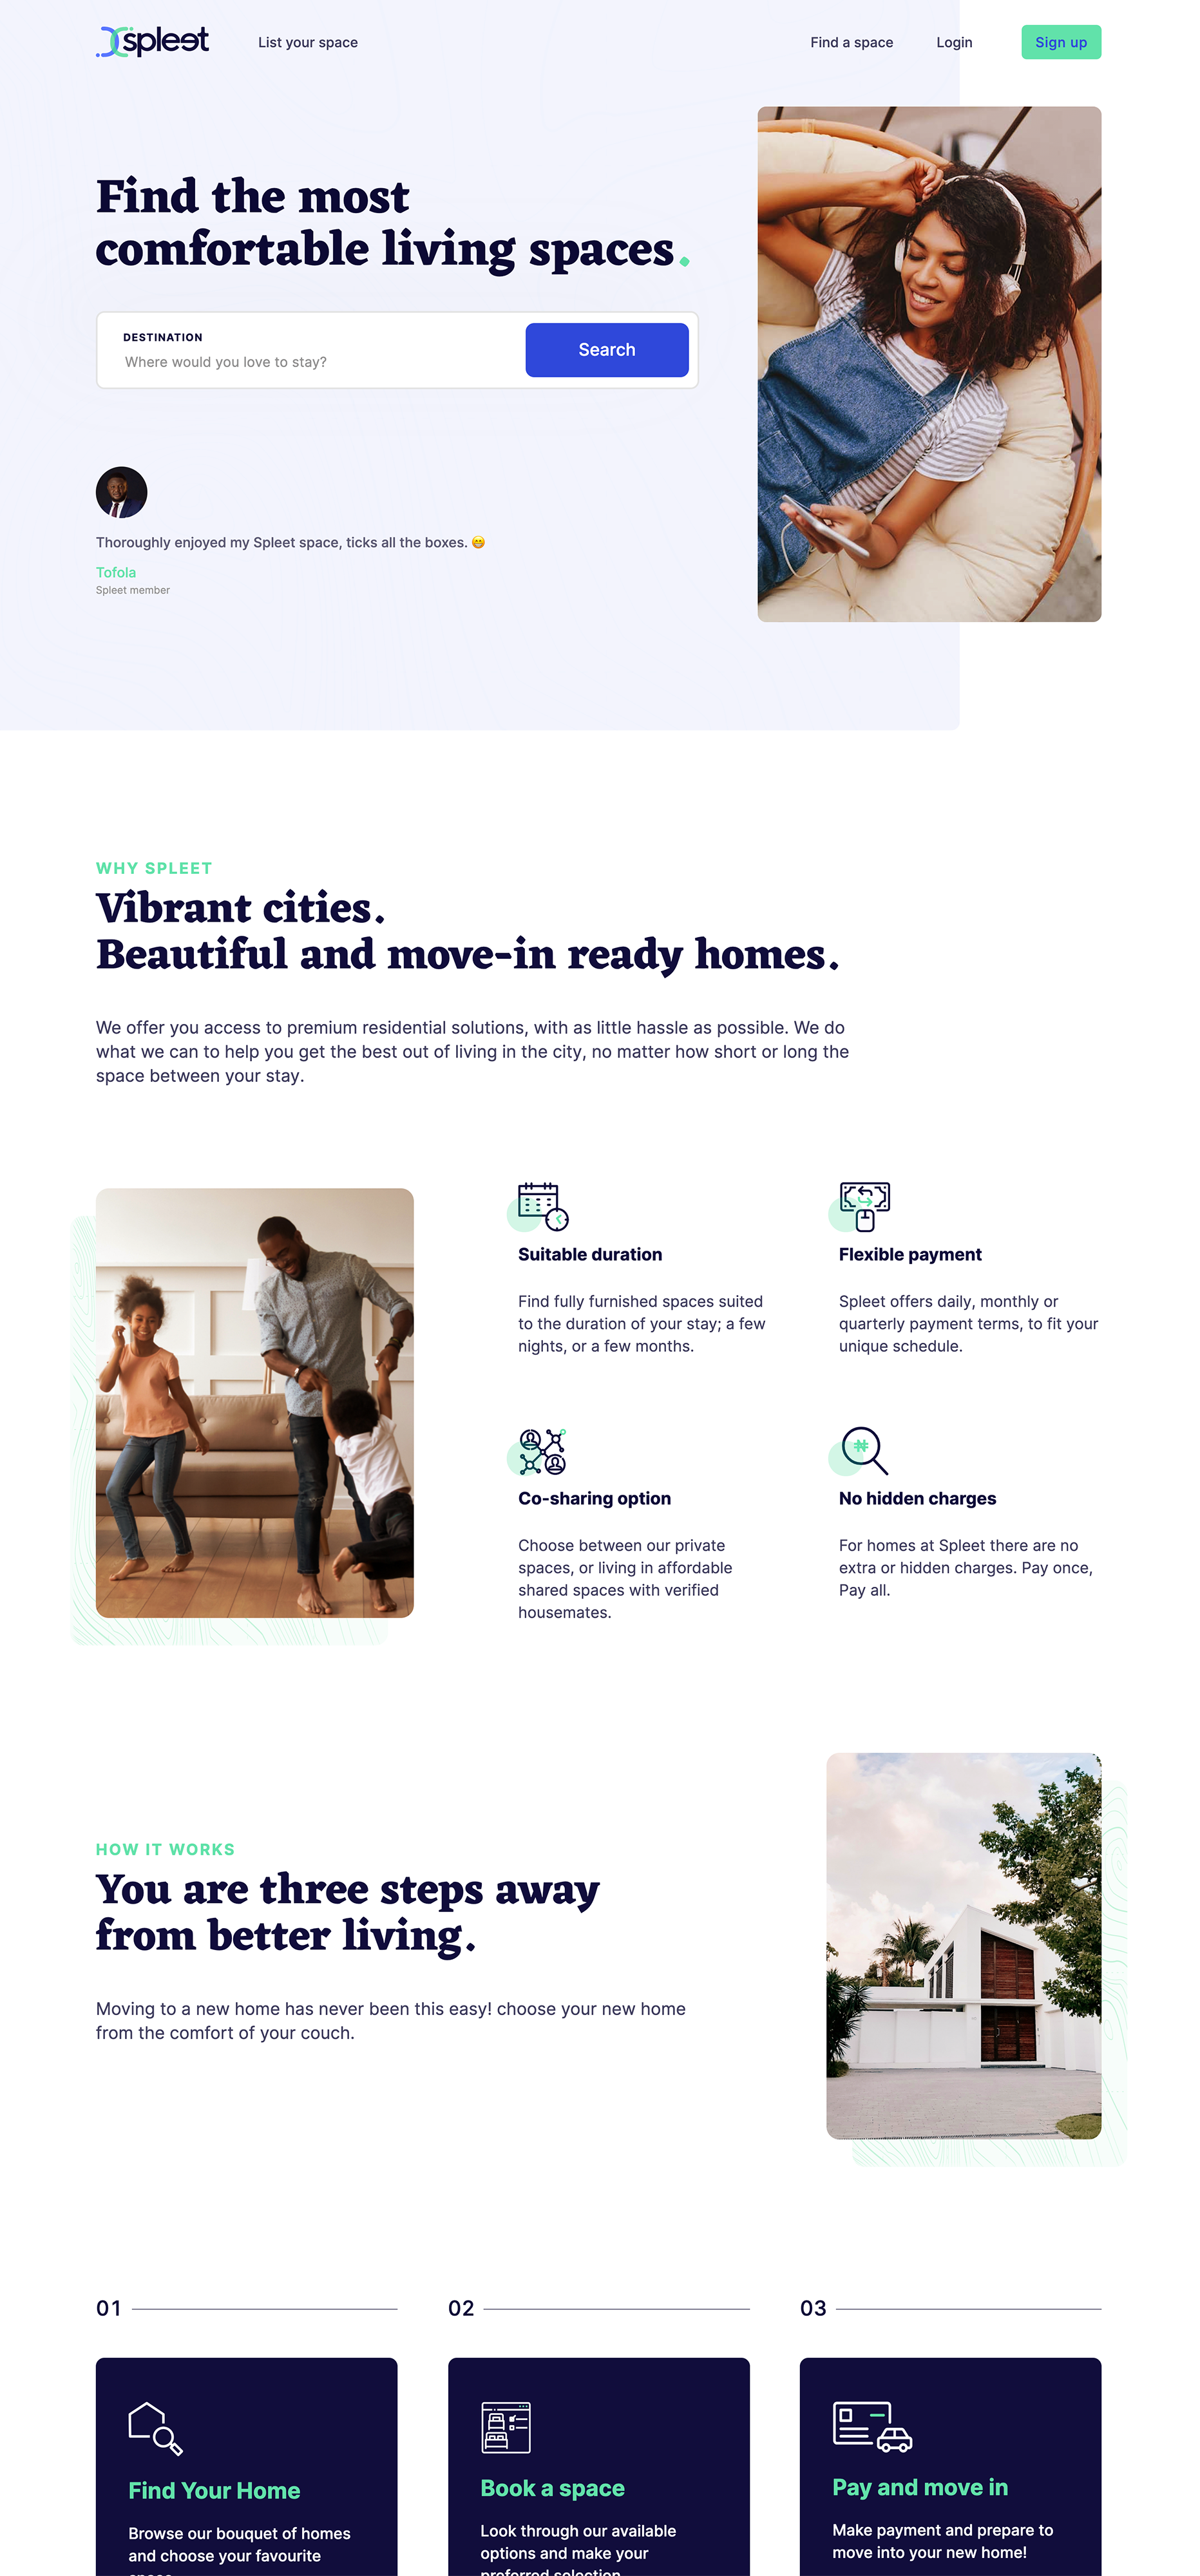 spleet
List your space
Find a space
Login
Sign up
Find the most
comfortable living spaces.
DESTINATION
Where would you love to stay?
Search
Thoroughly enjoyed my Spleet space, ticks all the boxes. 😁
Tofola
Spleet member
WHY SPLEET
Vibrant cities.
Beautiful and move-in ready homes.
We offer you access to premium residential solutions, with as little hassle as possible. We do
what we can to help you get the best out of living in the city, no matter how short or long the
space between your stay.
Suitable duration
Find fully furnished spaces suited
to the duration of your stay; a few
nights, or a few months.
Flexible payment
Spleet offers daily, monthly or
quarterly payment terms, to fit your
unique schedule.
Co-sharing option
Choose between our private
spaces, or living in affordable
shared spaces with verified
housemates.
₦
No hidden charges
For homes at Spleet there are no
extra or hidden charges. Pay once,
Pay all.
HOW IT WORKS
You are three steps away
from better living.
Moving to a new home has never been this easy! choose your new home
from the comfort of your couch.
01
Find Your Home
Browse our bouquet of homes
and choose your favourite
02
Book a space
Look through our available
options and make your
preferred selection
03
Pay and move in
Make payment and prepare to
move into your new home!